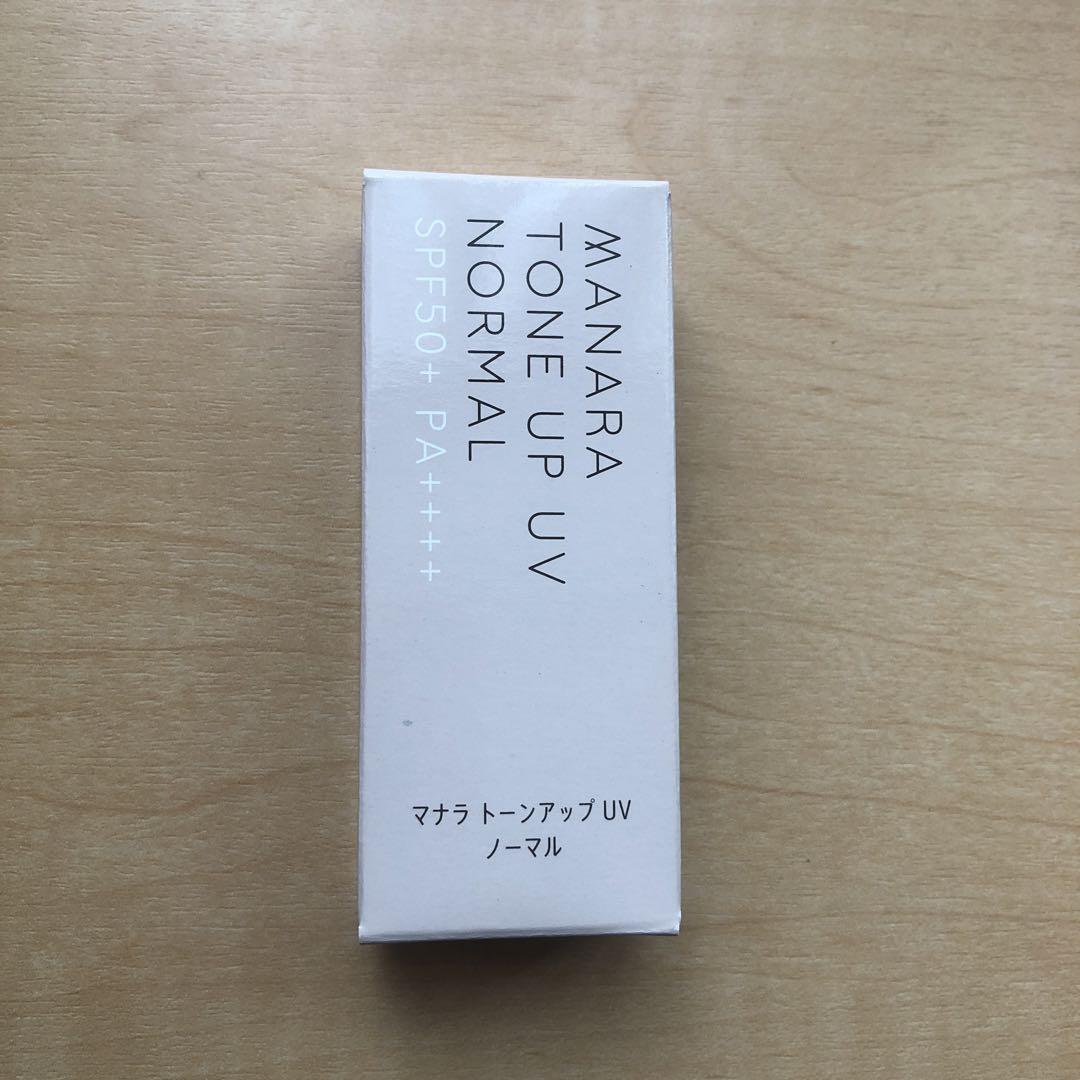 MANARA
TONE UP UV
NORMAL
SPF50+ PA++++
マナラ トーンアップ UV
ノーマル